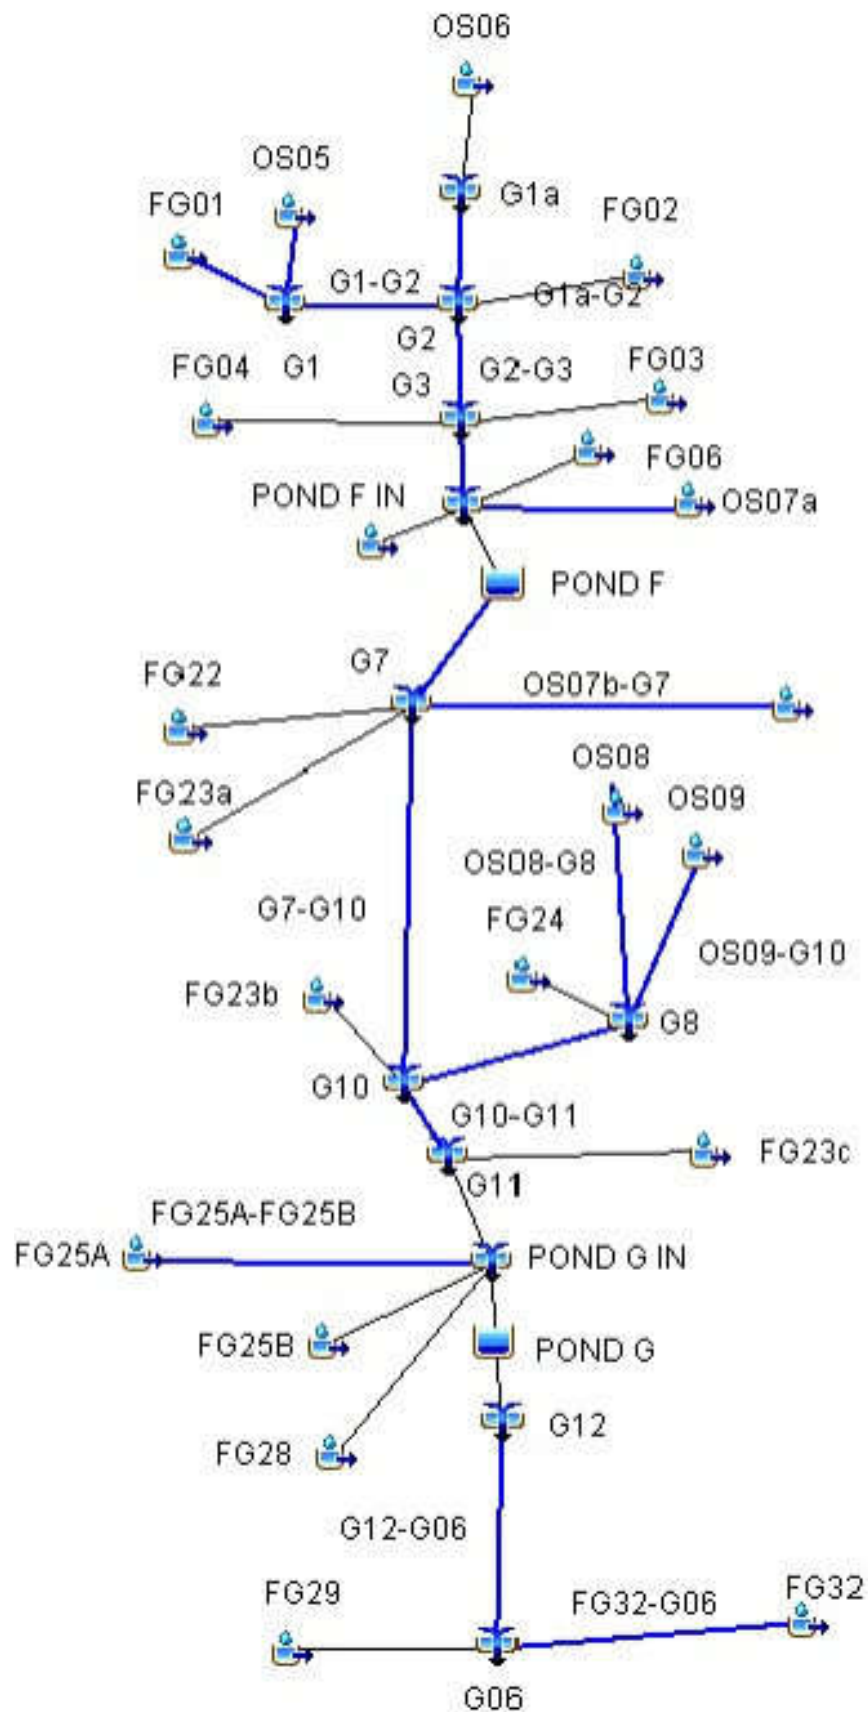 OS06
OS05
FG01
G1a
FG02
G1-G2
G1a-G2
G2
FG04
G1
G3
G2-G3
FG03
FG06
POND F IN
OS07a
POND F
G7
FG22
OS07b-G7
OS08
FG23a
OS09
OS08-G8
G7-G10
FG24
OS09-G10
FG23b
G8
G10
G10-G11
FG23c
G11
FG25A-FG25B
FG25A
POND G IN
FG25B
POND G
G12
FG28
G12-G06
FG29
FG32-G06
FG32
G06